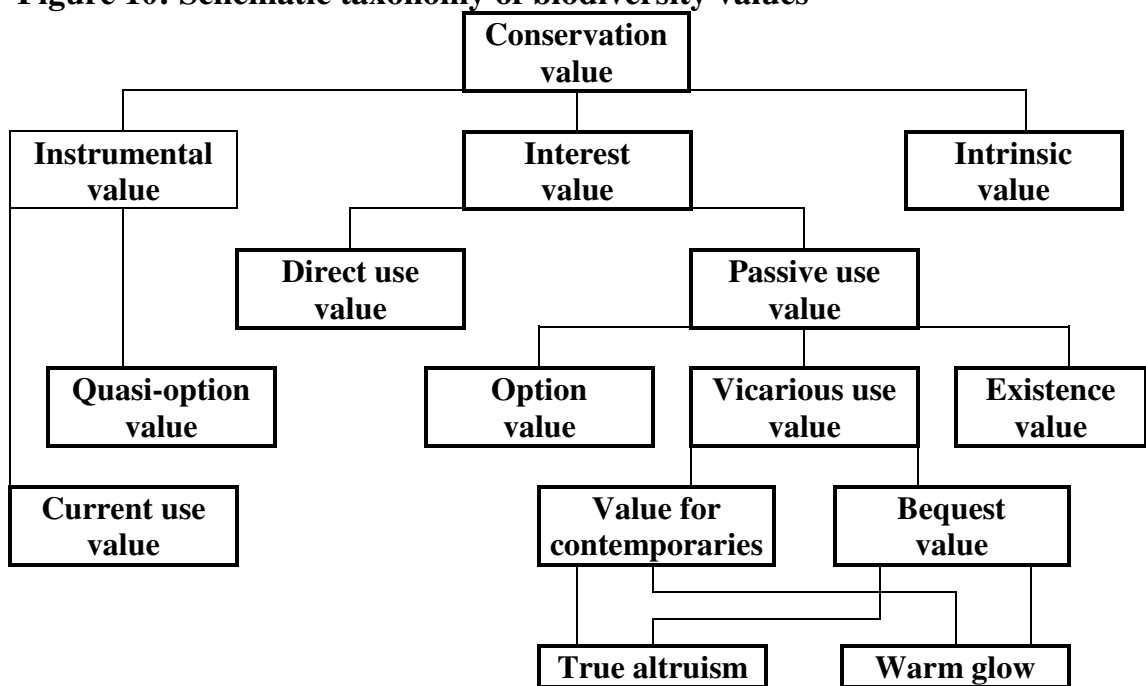 Figure 10: Schematic taxonomy of biodiversity values
Conservation
value
Instrumental
value
Interest
value
Intrinsic
value
Direct use
value
Passive use
value
Quasi-option
value
Option
value
Vicarious use
value
Existence
value
Current use
value
Value for
contemporaries
Bequest
value
True altruism
Warm glow